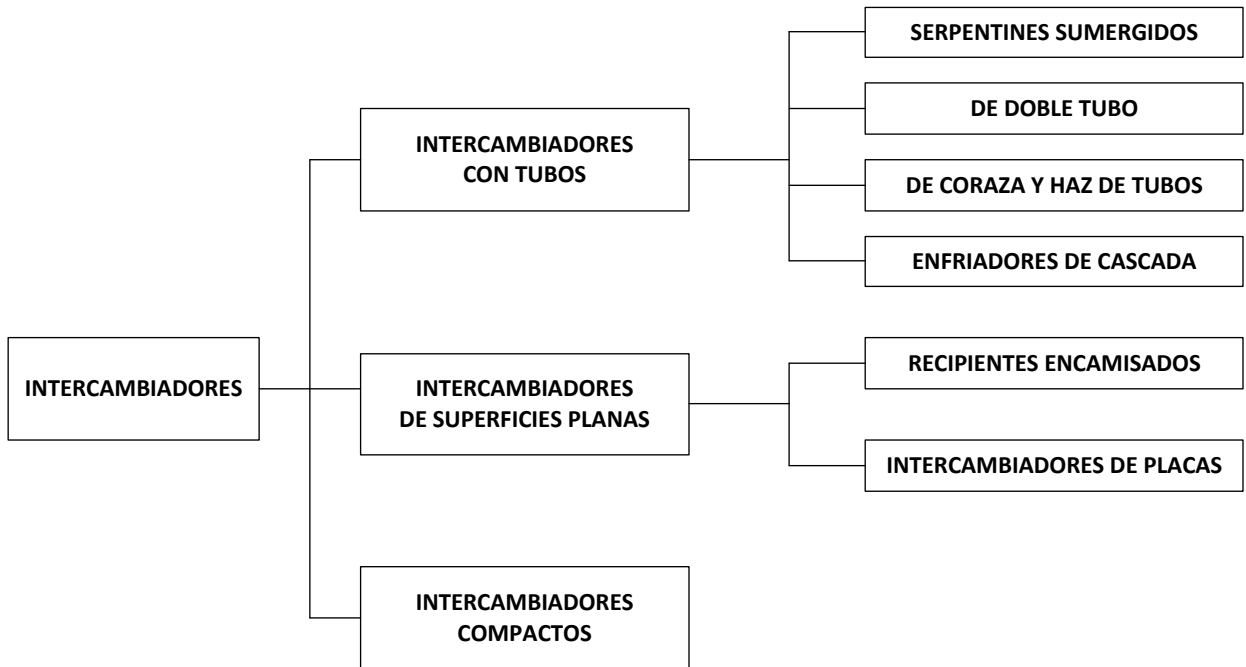 INTERCAMBIADORES
INTERCAMBIADORES
CON TUBOS
SERPENTINES SUMERGIDOS
DE DOBLE TUBO
DE CORAZA Y HAZ DE TUBOS
ENFRIADORES DE CASCADA
INTERCAMBIADORES
DE SUPERFICIES PLANAS
RECIPIENTES ENCAMISADOS
INTERCAMBIADORES DE PLACAS
INTERCAMBIADORES
COMPACTOS